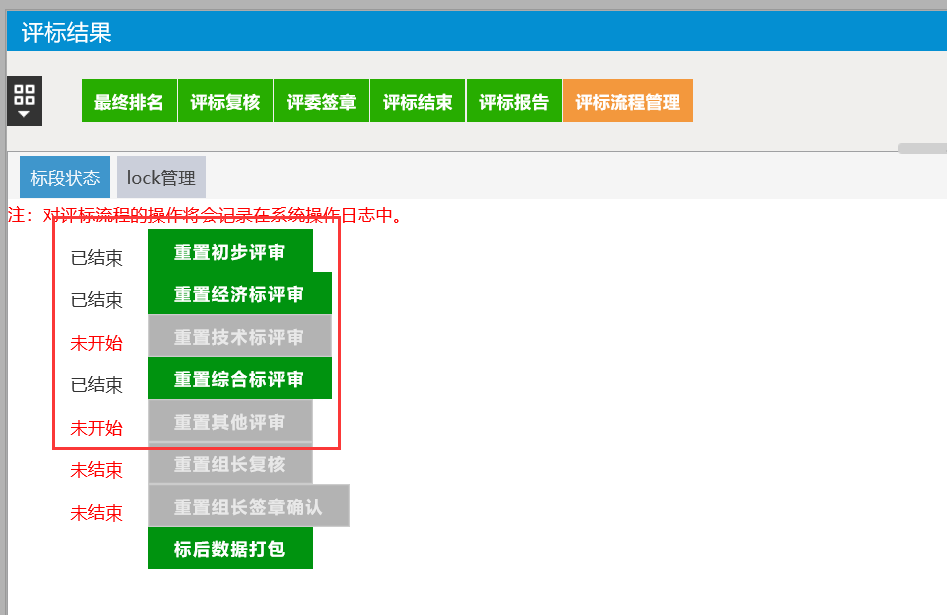 评标结果
最终排名 评标复核 评委签章 评标结束 评标报告 评标流程管理
标段状态 lock管理
注：对评标流程的操作将会记录在系统操作日志中。
已结束 重置初步评审
已结束 重置经济标评审
未开始 重置技术标评审
已结束 重置综合标评审
未开始 重置其他评审
未结束 重置组长复核
未结束 重置组长签章确认
标后数据打包